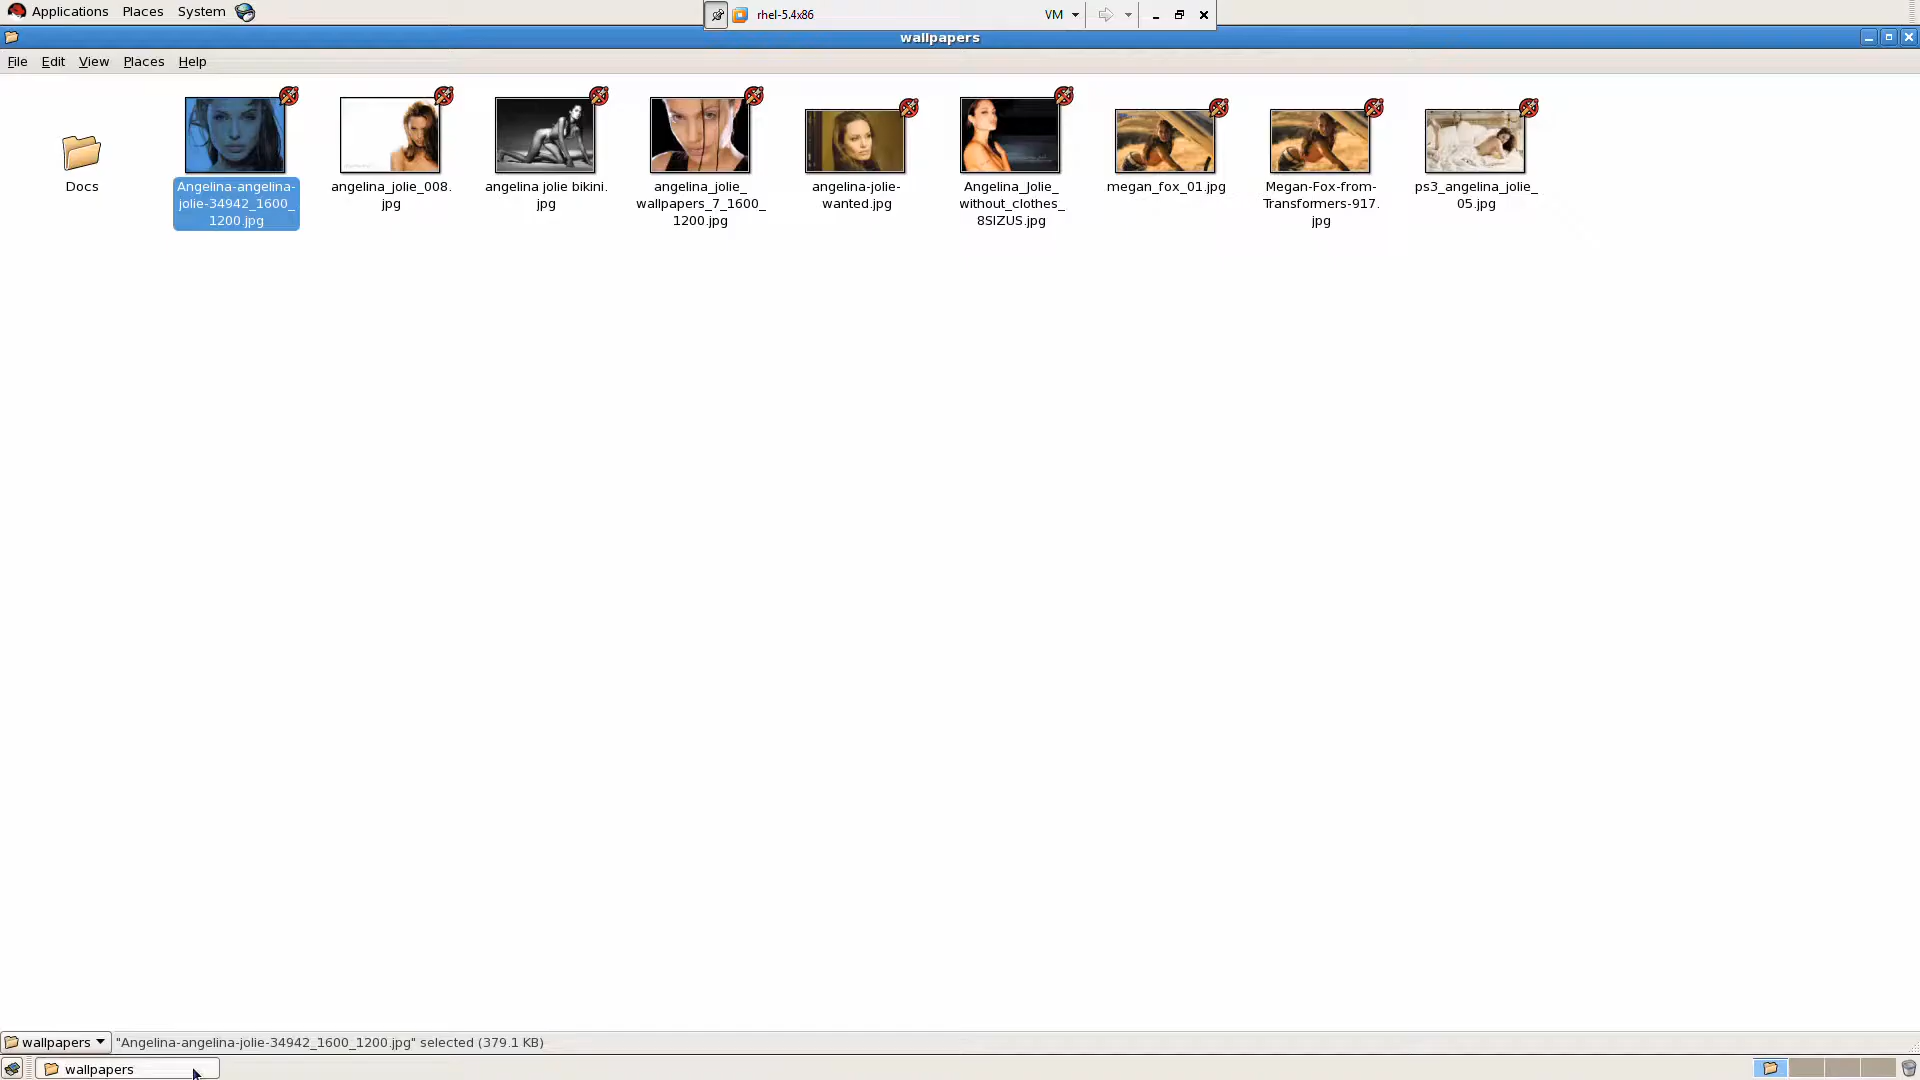 Applications Places System
rhel-5.4x86 VM
wallpapers
File Edit View Places Help
Docs
Angelina-angelina-
jolie-34942_1600_
1200.jpg
angelina_jolie_008.
jpg
angelina jolie bikini.
jpg
angelina_jolie_
wallpapers_7_1600_
1200.jpg
angelina-jolie-
wanted.jpg
Angelina_Jolie_
without_clothes_
8SIZUS.jpg
megan_fox_01.jpg
Megan-Fox-from-
Transformers-917.
jpg
ps3_angelina_jolie_
05.jpg
wallpapers "Angelina-angelina-jolie-34942_1600_1200.jpg" selected (379.1 KB)
wallpapers